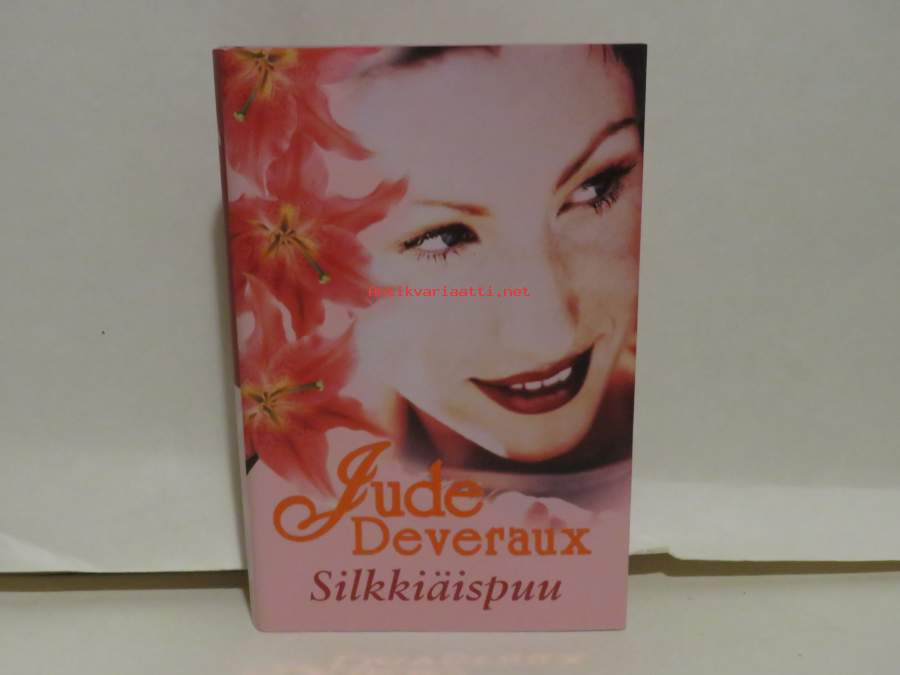 Antikvariaatti.net
Jude
Deveraux
Silkkiäispuu